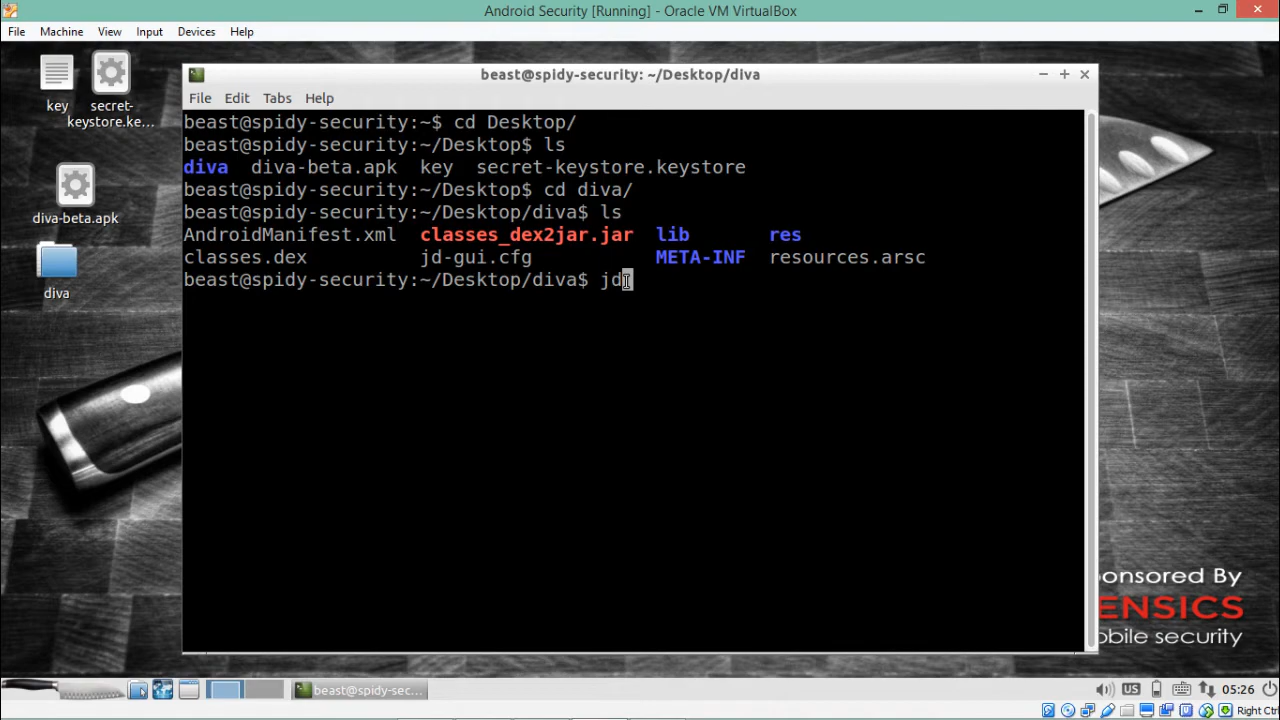 Android Security [Running] - Oracle VM VirtualBox
File Machine View Input Devices Help
key
secret-
keystore.ke...
diva-beta.apk
diva
beast@spidy-security: ~/Desktop/diva
File Edit Tabs Help
beast@spidy-security:~$ cd Desktop/
beast@spidy-security:~/Desktop$ ls
diva diva-beta.apk key secret-keystore.keystore
beast@spidy-security:~/Desktop$ cd diva/
beast@spidy-security:~/Desktop/diva$ ls
AndroidManifest.xml classes_dex2jar.jar lib res
classes.dex jd-gui.cfg META-INF resources.arsc
beast@spidy-security:~/Desktop/diva$ jd
ponsored By
ENSICS
obile security
beast@spidy-sec...
US
05:26
Right Ctrl